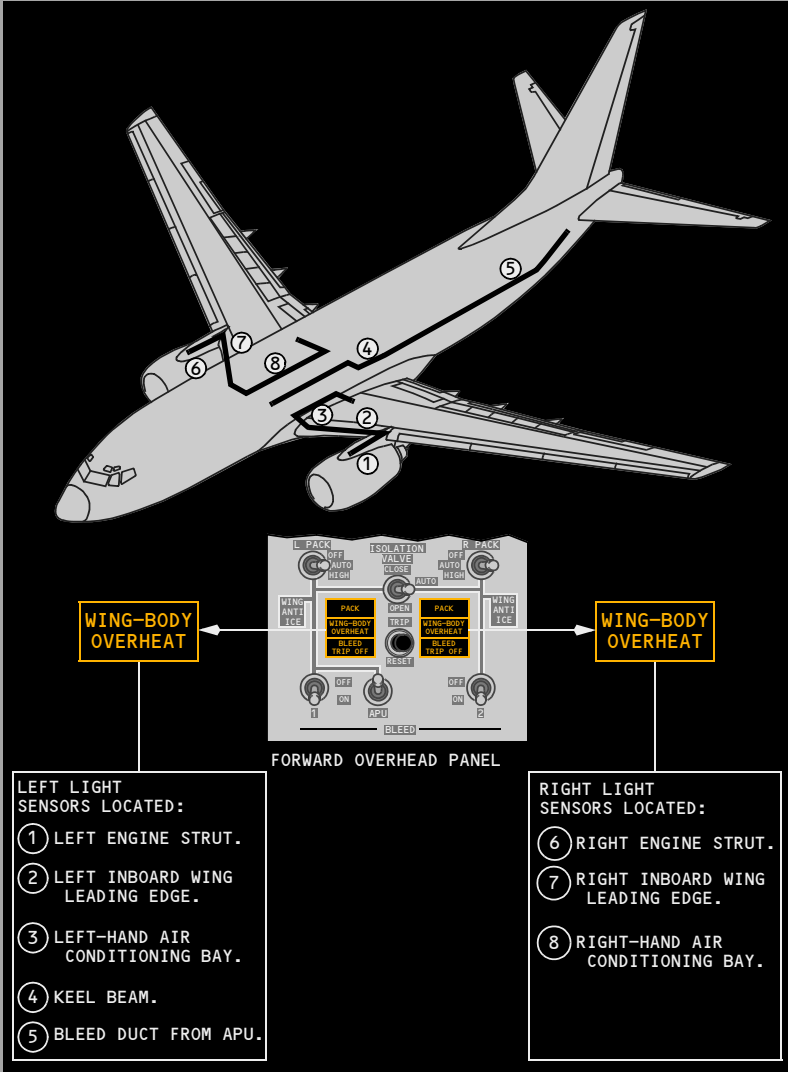 7
5
4
8
6
3
2
1
L PACK
OFF
AUTO
HIGH
ISOLATION
VALVE
CLOSE
AUTO
OPEN
R PACK
OFF
AUTO
HIGH
WING
ANTI
ICE
PACK
WING-BODY
OVERHEAT
BLEED
TRIP OFF
TRIP
RESET
PACK
WING-BODY
OVERHEAT
BLEED
TRIP OFF
WING
ANTI
ICE
OFF
ON
1
APU
OFF
ON
2
BLEED
WING-BODY
OVERHEAT
WING-BODY
OVERHEAT
FORWARD OVERHEAD PANEL
LEFT LIGHT
SENSORS LOCATED:
1 LEFT ENGINE STRUT.
2 LEFT INBOARD WING
LEADING EDGE.
3 LEFT-HAND AIR
CONDITIONING BAY.
4 KEEL BEAM.
5 BLEED DUCT FROM APU.
RIGHT LIGHT
SENSORS LOCATED:
6 RIGHT ENGINE STRUT.
7 RIGHT INBOARD WING
LEADING EDGE.
8 RIGHT-HAND AIR
CONDITIONING BAY.